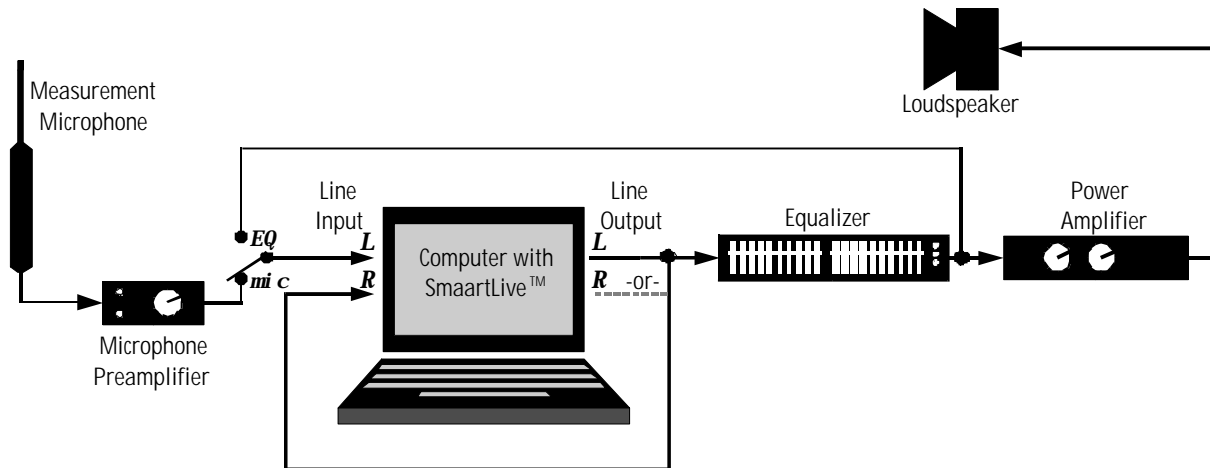 Measurement
Microphone
Loudspeaker
Line
Input
Line
Output
Equalizer
Power
Amplifier
EQ
mic
L
R
Computer with
SmaartLive™
L
R -or-
Microphone
Preamplifier